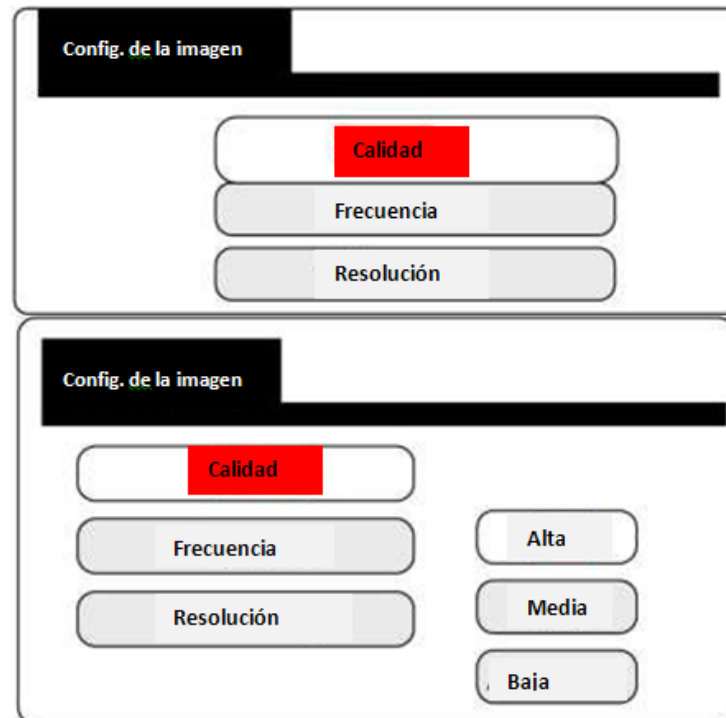 Config. de la imagen
Calidad
Frecuencia
Resolución
Config. de la imagen
Calidad
Frecuencia
Resolución
Alta
Media
Baja